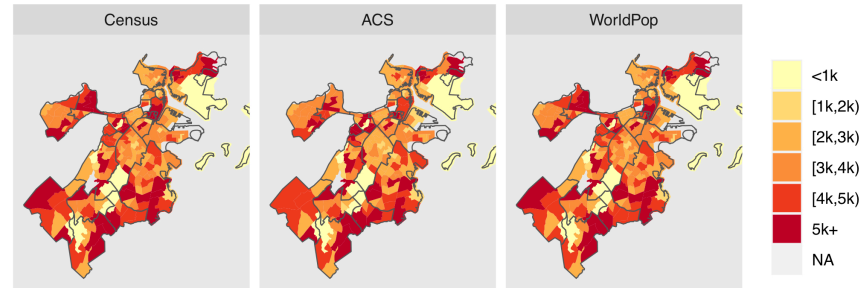 Census ACS WorldPop
<1k
[1k,2k)
[2k,3k)
[3k,4k)
[4k,5k)
5k+
NA